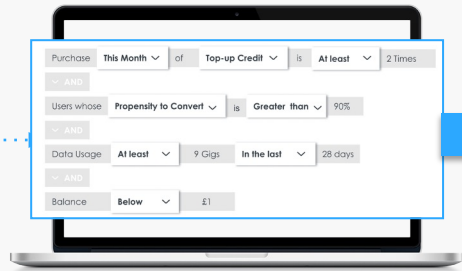 Purchase This Month of Top-up Credit is At least 2 Times
AND
Users whose Propensity to Convert is Greater than 90%
AND
Data Usage At least 9 Gigs In the last 28 days
AND
Balance Below £1